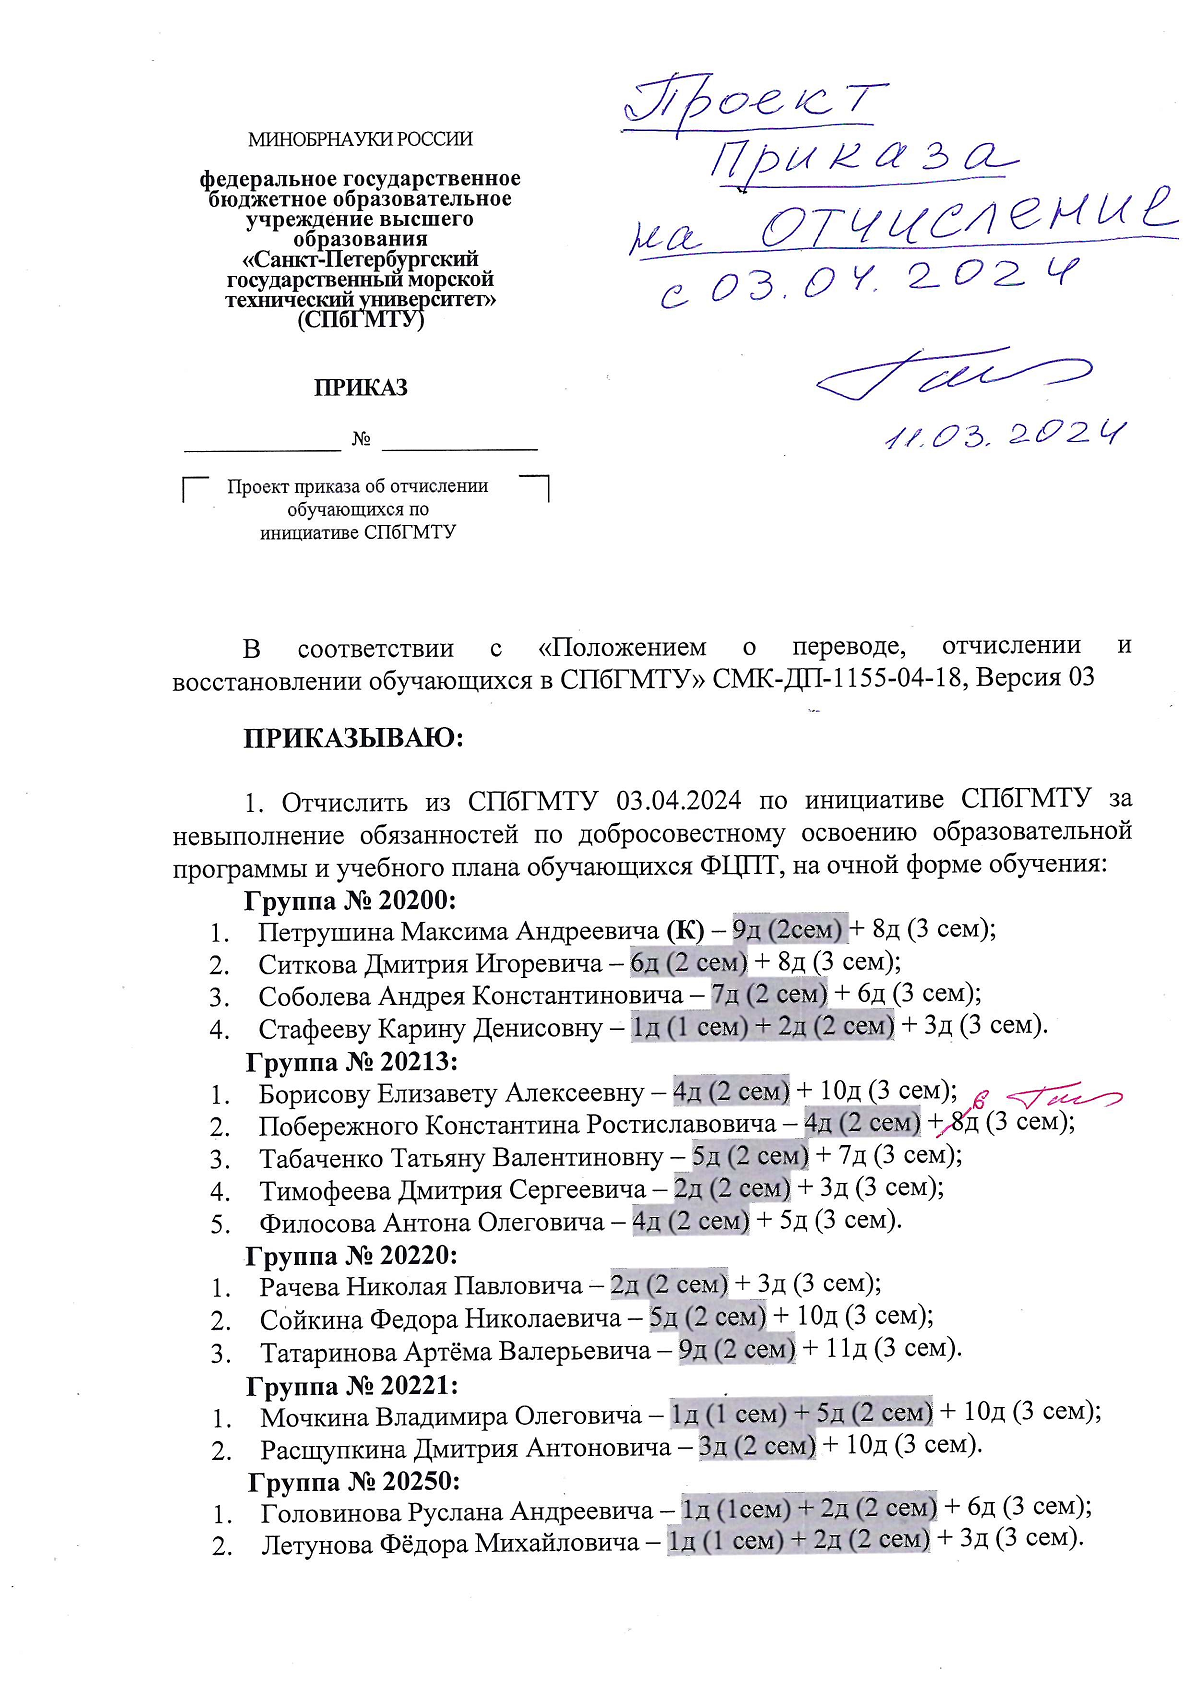 Проект
Приказа
на отчисление
с 03.04.2024
11.03.2024
МИНОБРНАУКИ РОССИИ
федеральное государственное
бюджетное образовательное
учреждение высшего
образования
«Санкт-Петербургский
государственный морской
технический университет»
(СПбГМТУ)
ПРИКАЗ
№
Проект приказа об отчислении
обучающихся по
инициативе СПбГМТУ
В соответствии с «Положением о переводе, отчислении и
восстановлении обучающихся в СПбГМТУ» СМК-ДП-1155-04-18, Версия 03
ПРИКАЗЫВАЮ:
1. Отчислить из СПбГМТУ 03.04.2024 по инициативе СПбГМТУ за
невыполнение обязанностей по добросовестному освоению образовательной
программы и учебного плана обучающихся ФЦПТ, на очной форме обучения:
Группа № 20200:
1. Петрушина Максима Андреевича (К) – 9д (2сем) + 8д (3 сем);
2. Ситкова Дмитрия Игоревича – 6д (2 сем) + 8д (3 сем);
3. Соболева Андрея Константиновича – 7д (2 сем) + 6д (3 сем);
4. Стафееву Карину Денисовну – 1д (1 сем) + 2д (2 сем) + 3д (3 сем).
Группа № 20213:
1. Борисову Елизавету Алексеевну – 4д (2 сем) + 10д (3 сем);
2. Побережного Константина Ростиславовича – 4д (2 сем) + 8д (3 сем);
3. Табаченко Татьяну Валентиновну – 5д (2 сем) + 7д (3 сем);
4. Тимофеева Дмитрия Сергеевича – 2д (2 сем) + 3д (3 сем);
5. Филосова Антона Олеговича – 4д (2 сем) + 5д (3 сем).
Группа № 20220:
1. Рачева Николая Павловича – 2д (2 сем) + 3д (3 сем);
2. Сойкина Федора Николаевича – 5д (2 сем) + 10д (3 сем);
3. Татаринова Артёма Валерьевича – 9д (2 сем) + 11д (3 сем).
Группа № 20221:
1. Мочкина Владимира Олеговича – 1д (1 сем) + 5д (2 сем) + 10д (3 сем);
2. Расщупкина Дмитрия Антоновича – 3д (2 сем) + 10д (3 сем).
Группа № 20250:
1. Головинова Руслана Андреевича – 1д (1сем) + 2д (2 сем) + 6д (3 сем);
2. Летунова Фёдора Михайловича – 1д (1 сем) + 2д (2 сем) + 3д (3 сем).